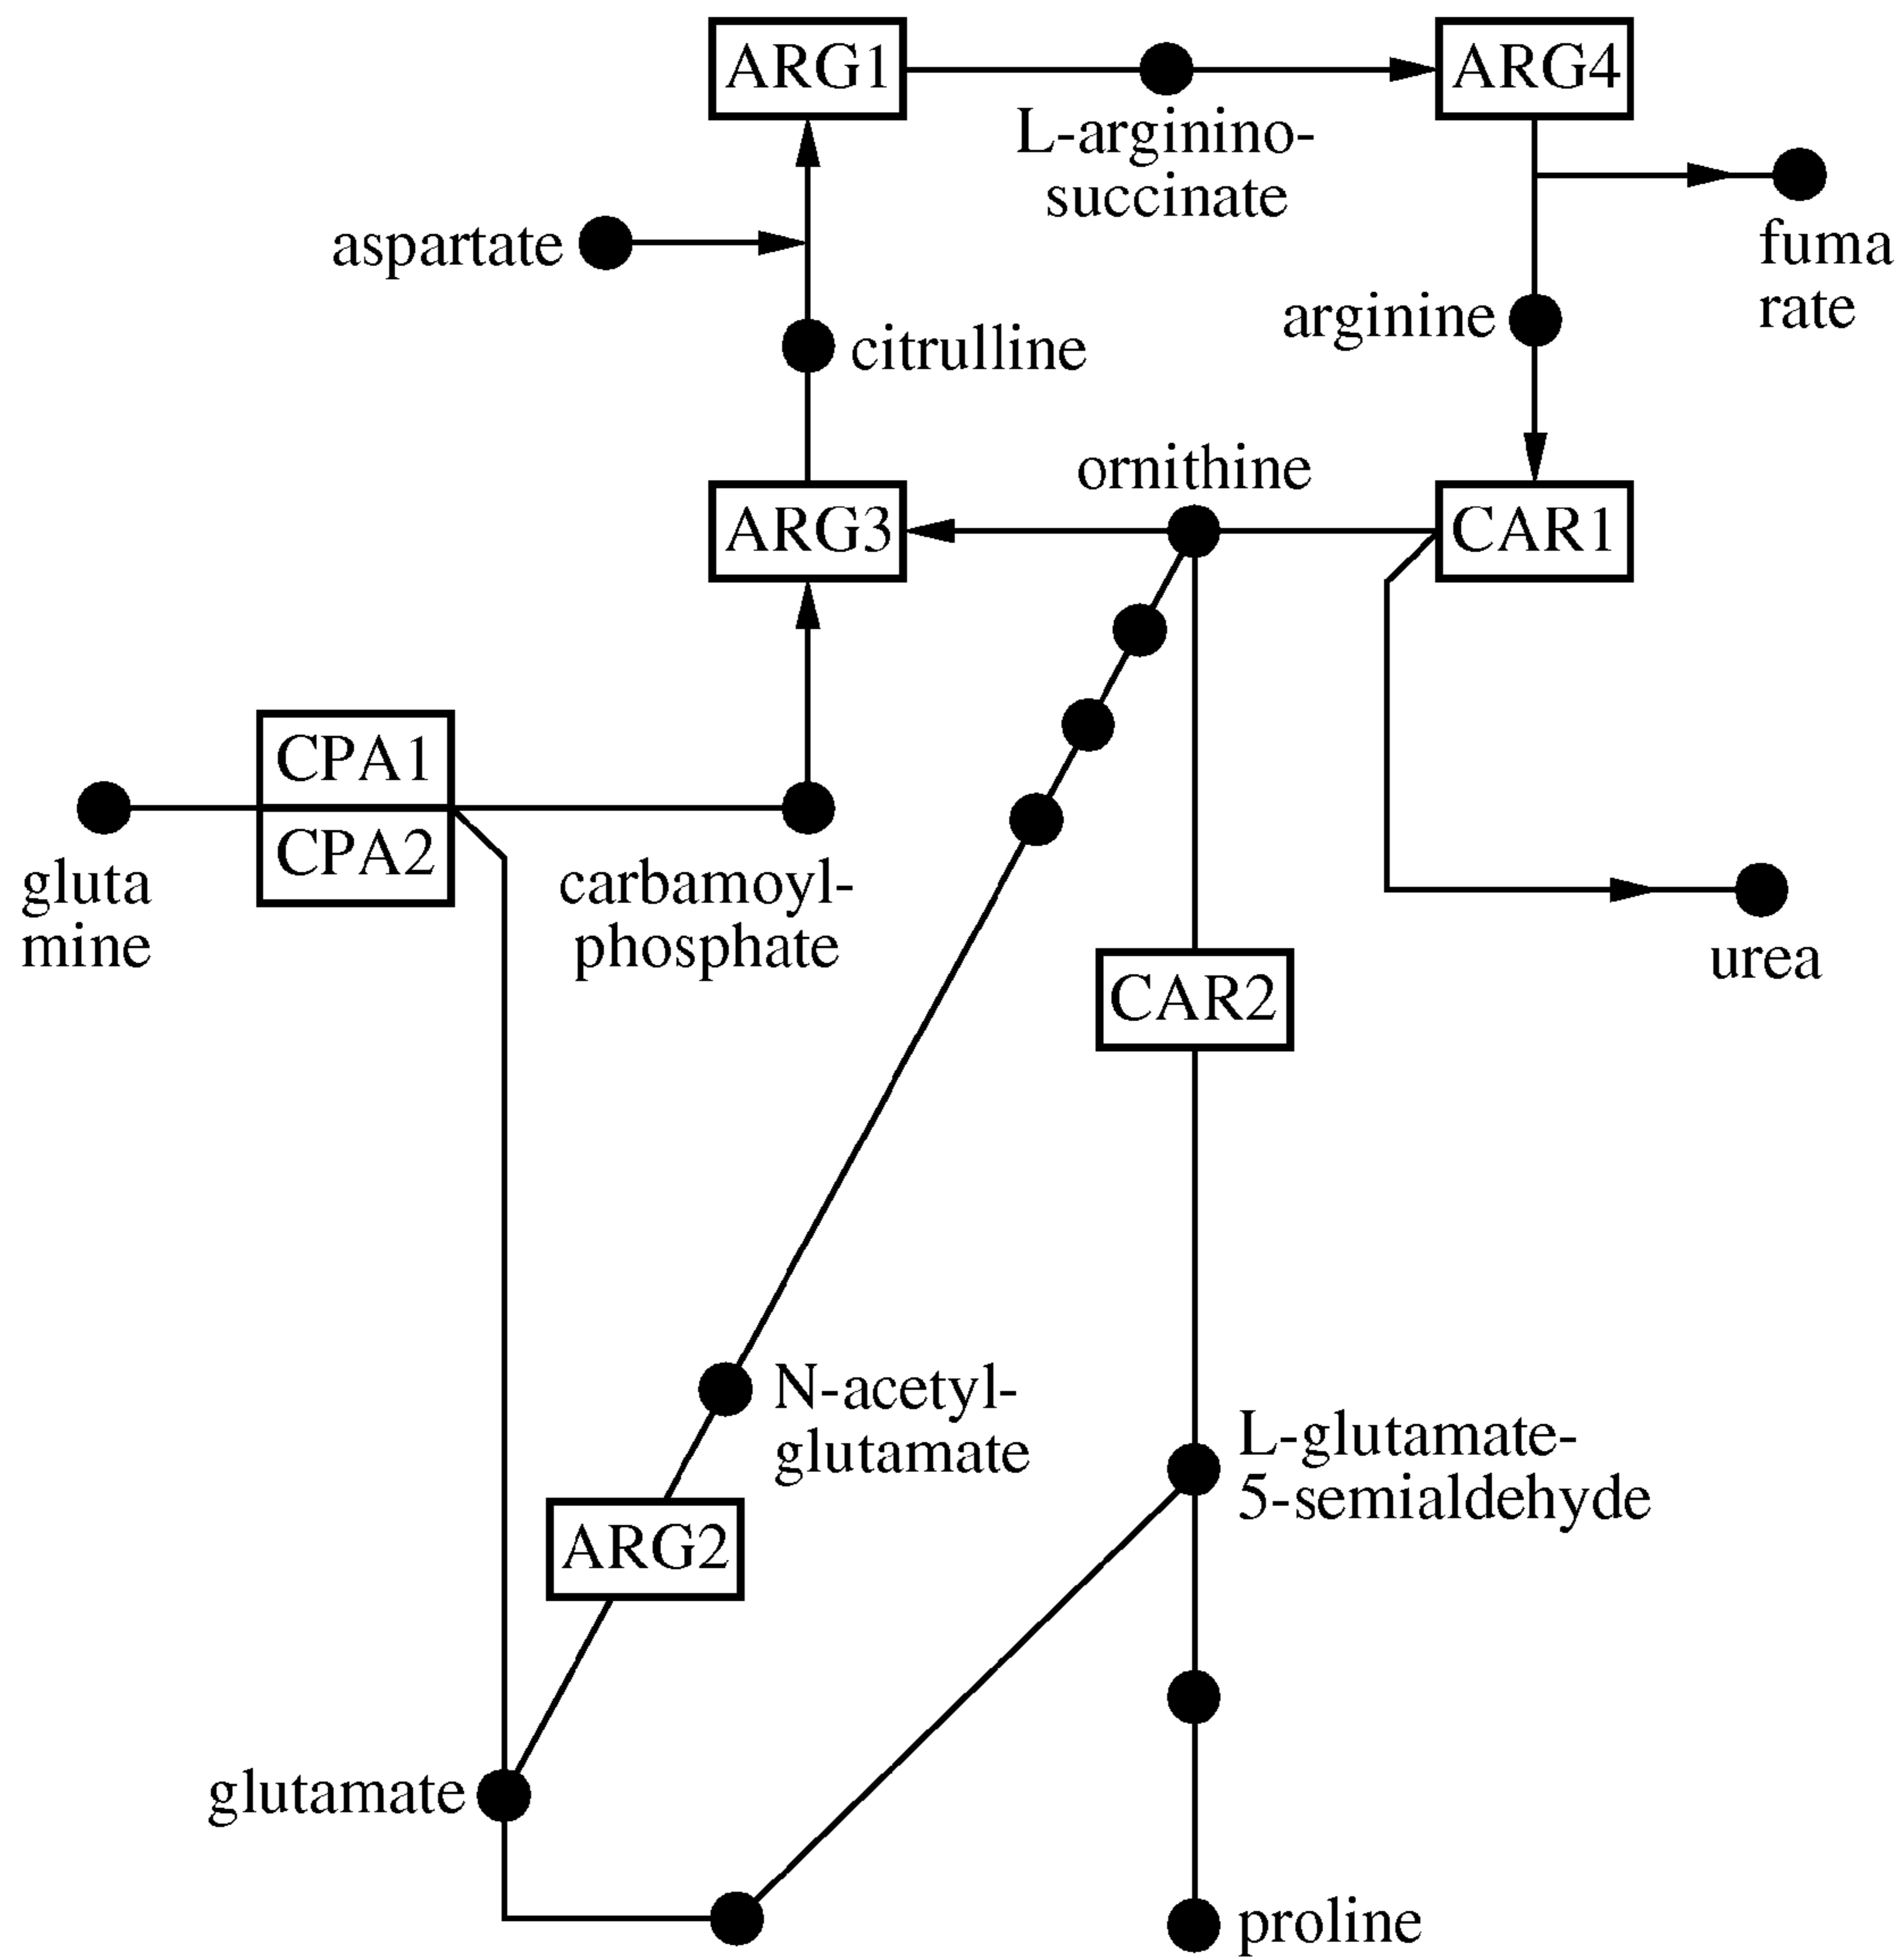 ARG1
ARG4
L-arginino-
succinate
aspartate
fuma
rate
arginine
citrulline
ornithine
ARG3
CAR1
CPA1
CPA2
gluta
mine
carbamoyl-
phosphate
urea
CAR2
N-acetyl-
glutamate
L-glutamate-
5-semialdehyde
ARG2
glutamate
proline